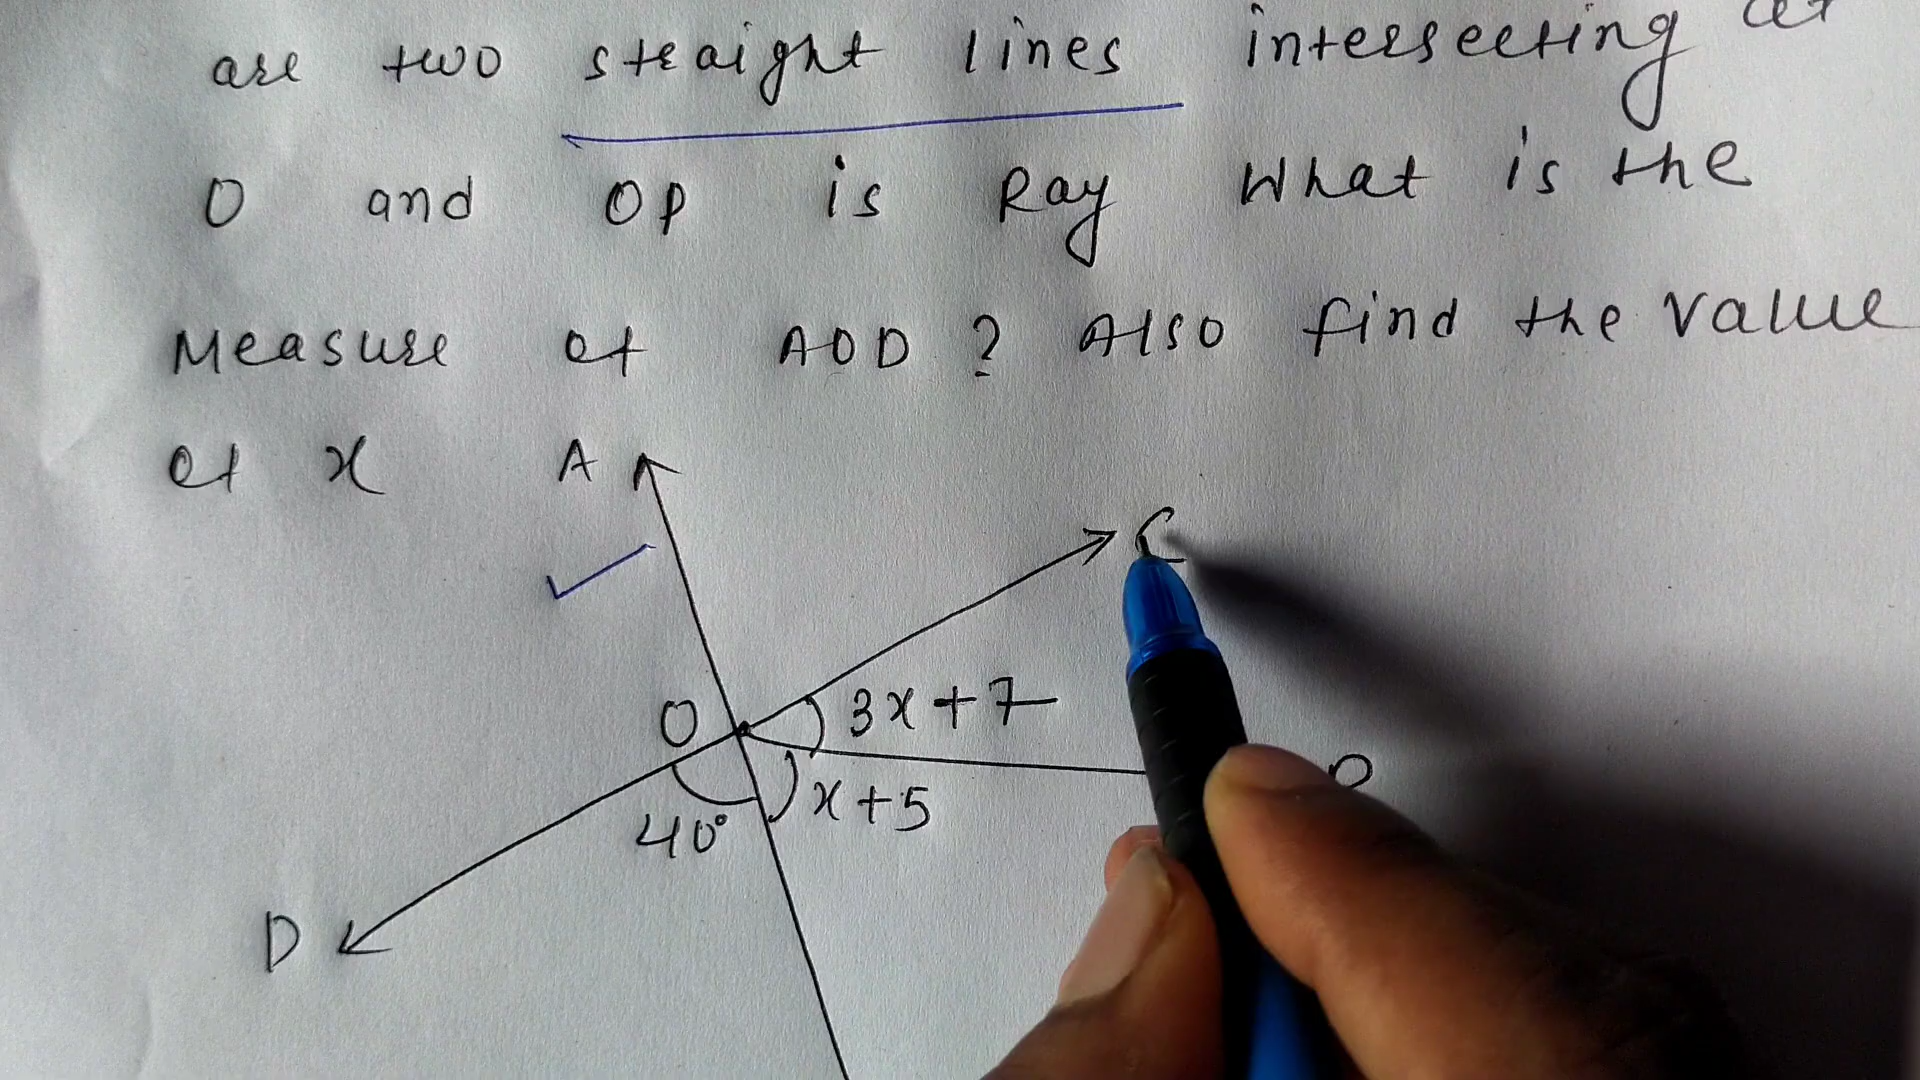 are two straight lines intersecting at
O and OP is Ray What is the
Measure of AOD ? Also find the value
of x
A
C
O
3x+7
P
x+5
40°
D